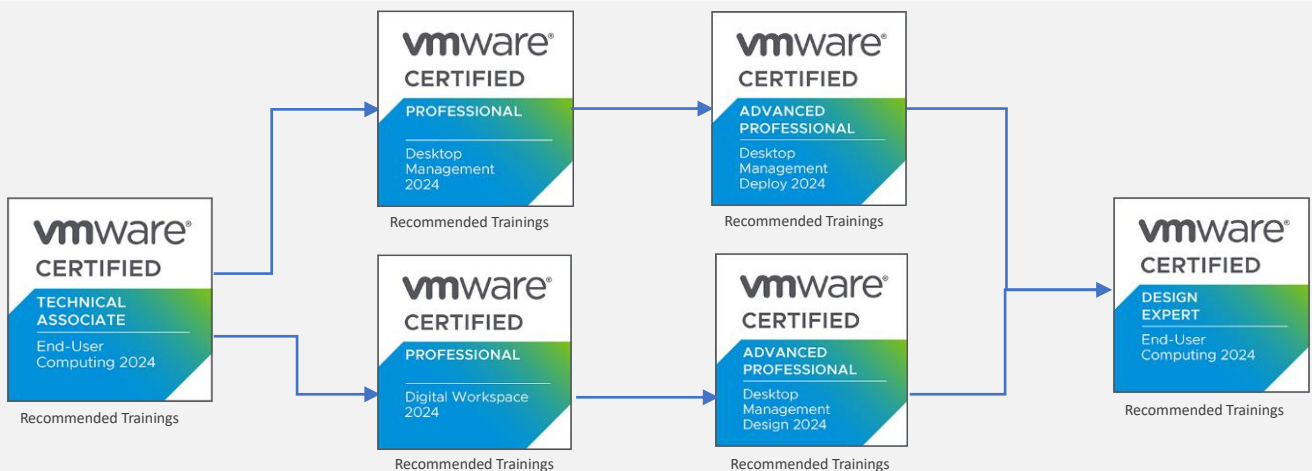 vmware®
CERTIFIED
TECHNICAL
ASSOCIATE
End-User
Computing 2024
Recommended Trainings
vmware®
CERTIFIED
PROFESSIONAL
Desktop
Management
2024
Recommended Trainings
vmware®
CERTIFIED
ADVANCED
PROFESSIONAL
Desktop
Management
Deploy 2024
Recommended Trainings
vmware®
CERTIFIED
PROFESSIONAL
Digital Workspace
2024
Recommended Trainings
vmware®
CERTIFIED
ADVANCED
PROFESSIONAL
Desktop
Management
Design 2024
Recommended Trainings
vmware®
CERTIFIED
DESIGN
EXPERT
End-User
Computing 2024
Recommended Trainings